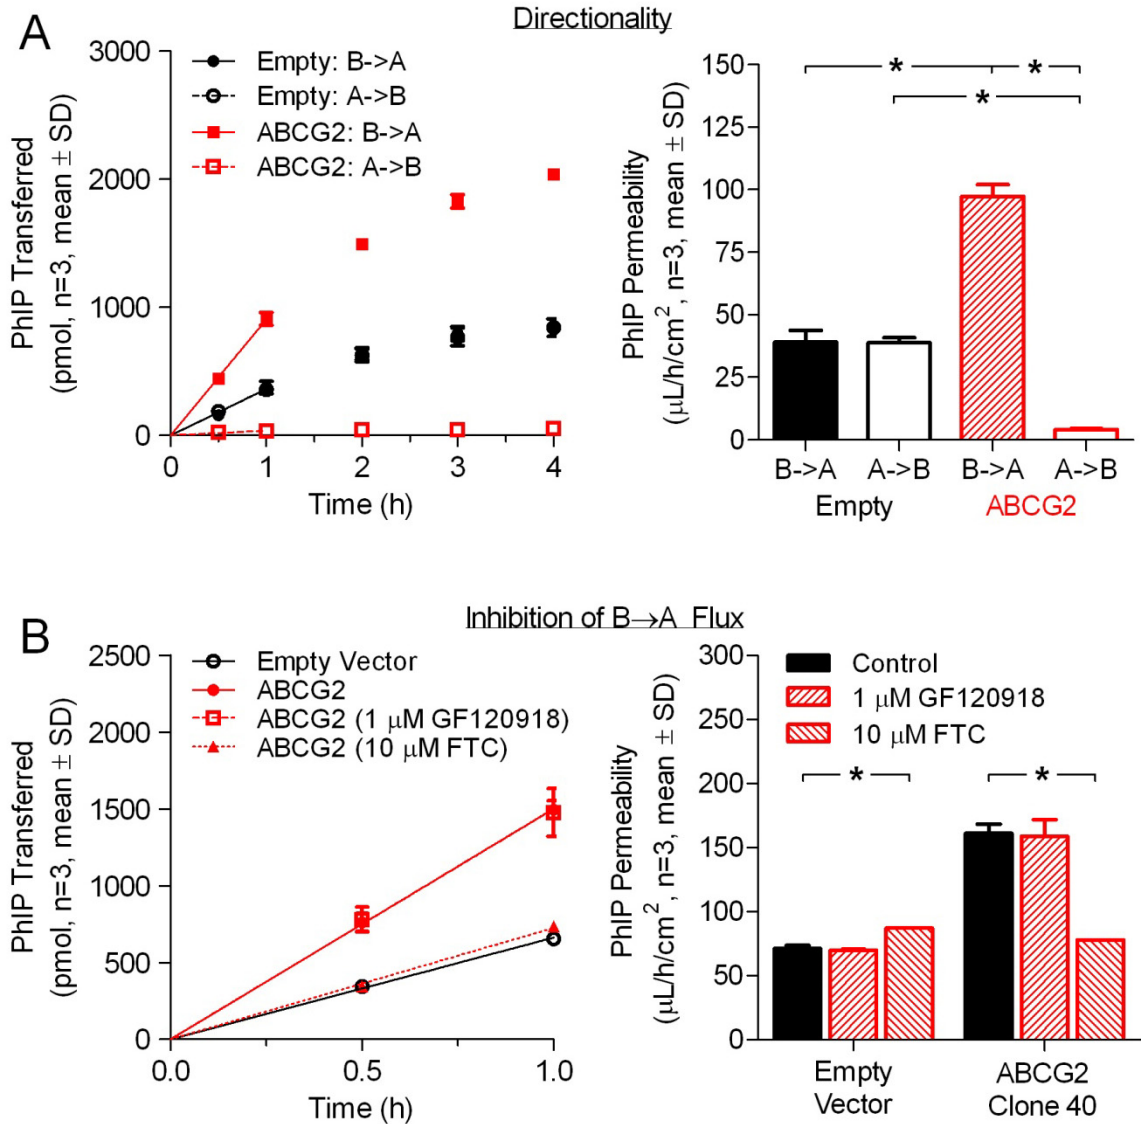 A
Directionality
PhIP Transferred
(pmol, n=3, mean ± SD)
3000
2000
1000
0
Empty: B->A
Empty: A->B
ABCG2: B->A
ABCG2: A->B
0 1 2 3 4
Time (h)
PhIP Permeability
(μL/h/cm², n=3, mean ± SD)
150
125
100
75
50
25
0
* *
*
B->A A->B B->A A->B
Empty ABCG2
B
Inhibition of B→A Flux
PhIP Transferred
(pmol, n=3, mean ± SD)
2500
2000
1500
1000
500
0
Empty Vector
ABCG2
ABCG2 (1 μM GF120918)
ABCG2 (10 μM FTC)
0.0 0.5 1.0
Time (h)
PhIP Permeability
(μL/h/cm², n=3, mean ± SD)
300
250
200
150
100
50
0
Control
1 μM GF120918
10 μM FTC
* *
Empty
Vector
ABCG2
Clone 40